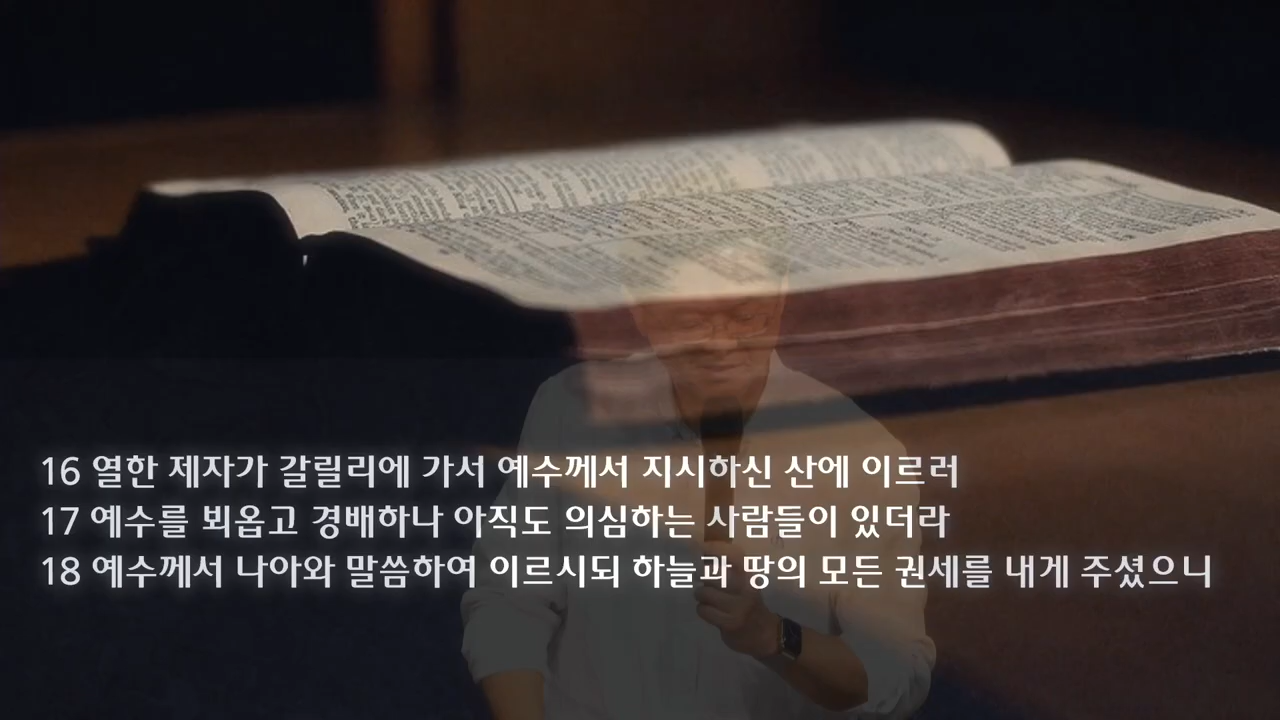 16 열한 제자가 갈릴리에 가서 예수께서 지시하신 산에 이르러
17 예수를 뵈옵고 경배하나 아직도 의심하는 사람들이 있더라
18 예수께서 나아와 말씀하여 이르시되 하늘과 땅의 모든 권세를 내게 주셨으니